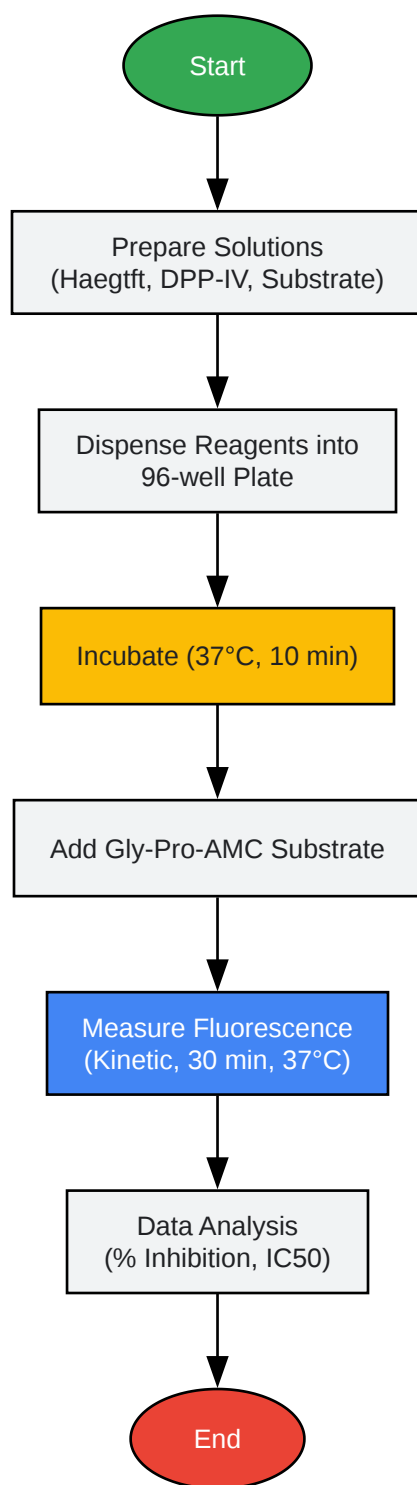 Start
Prepare Solutions
(Haegtft, DPP-IV, Substrate)
Dispense Reagents into
96-well Plate
Incubate (37°C, 10 min)
Add Gly-Pro-AMC Substrate
Measure Fluorescence
(Kinetic, 30 min, 37°C)
Data Analysis
(% Inhibition, IC50)
End